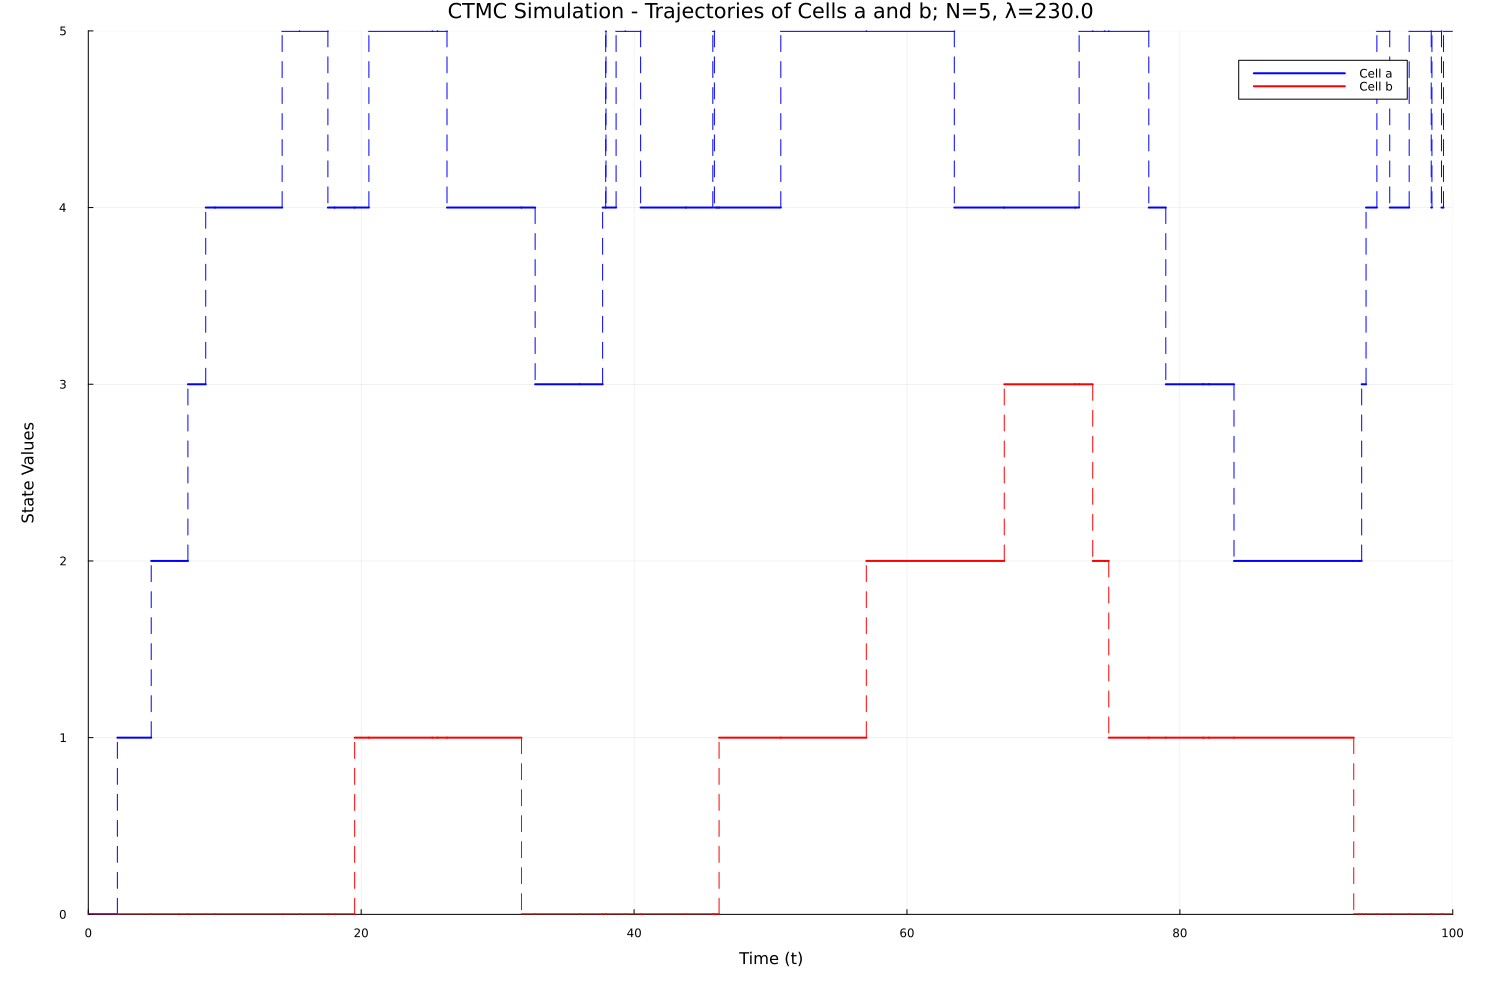 CTMC Simulation - Trajectories of Cells a and b; N=5, λ=230.0
5
Cell a
Cell b
4
3
State Values
2
1
0
0 20 40 60 80 100
Time (t)